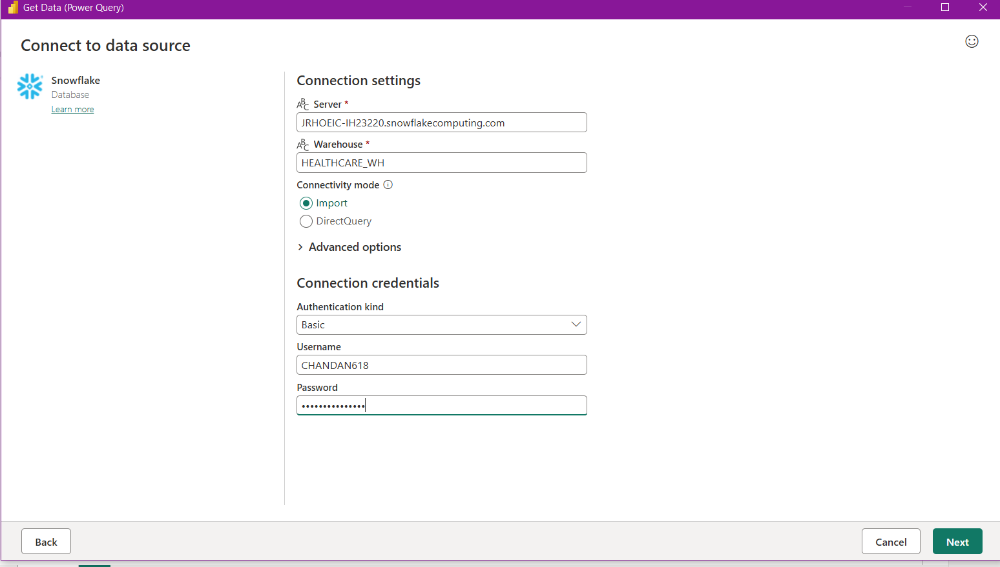 Get Data (Power Query)
Connect to data source
Snowflake
Database
Learn more
Connection settings
ABC Server *
JRHOEIC-IH23220.snowflakecomputing.com
ABC Warehouse *
HEALTHCARE_WH
Connectivity mode
Import
DirectQuery
Advanced options
Connection credentials
Authentication kind
Basic
Username
CHANDAN618
Password
•••••••••••••••
Back
Cancel
Next